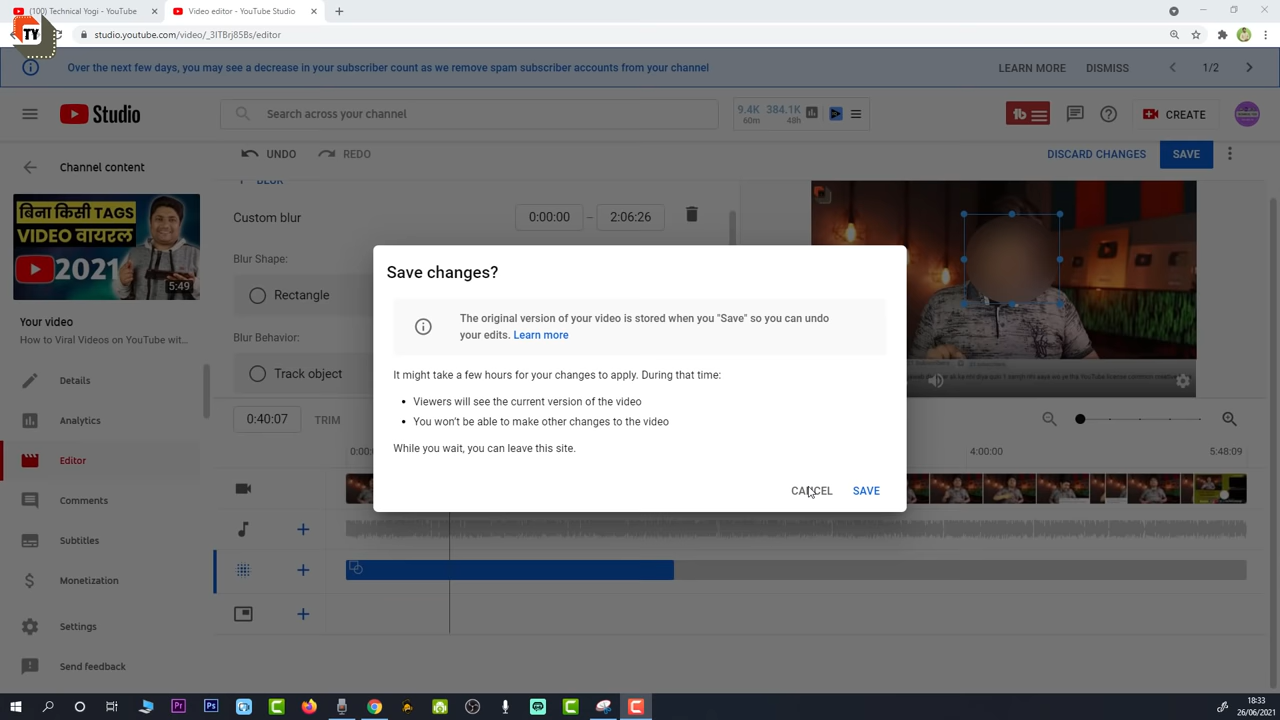 (100) Technical Yogi - YouTube
Video editor - YouTube Studio
TY
studio.youtube.com/video/_3ITBrj85Bs/editor
Over the next few days, you may see a decrease in your subscriber count as we remove spam subscriber accounts from your channel
LEARN MORE
DISMISS
1/2
Studio
Search across your channel
9.4K
60m
384.1K
48h
tb
CREATE
Channel content
UNDO
REDO
DISCARD CHANGES
SAVE
बिना किसी TAGS
VIDEO वायरल
2021
5:49
BLUR
Custom blur
0:00:00
–
2:06:26
Blur Shape:
Rectangle
Blur Behavior:
Track object
Your video
How to Viral Videos on YouTube wit...
Details
Analytics
Editor
Comments
Subtitles
Monetization
Settings
Send feedback
Save changes?
The original version of your video is stored when you "Save" so you can undo
your edits. Learn more
It might take a few hours for your changes to apply. During that time:
• Viewers will see the current version of the video
• You won't be able to make other changes to the video
While you wait, you can leave this site.
CANCEL
SAVE
0:40:07
TRIM
4:00:00
5:48:09
18:33
26/06/2021